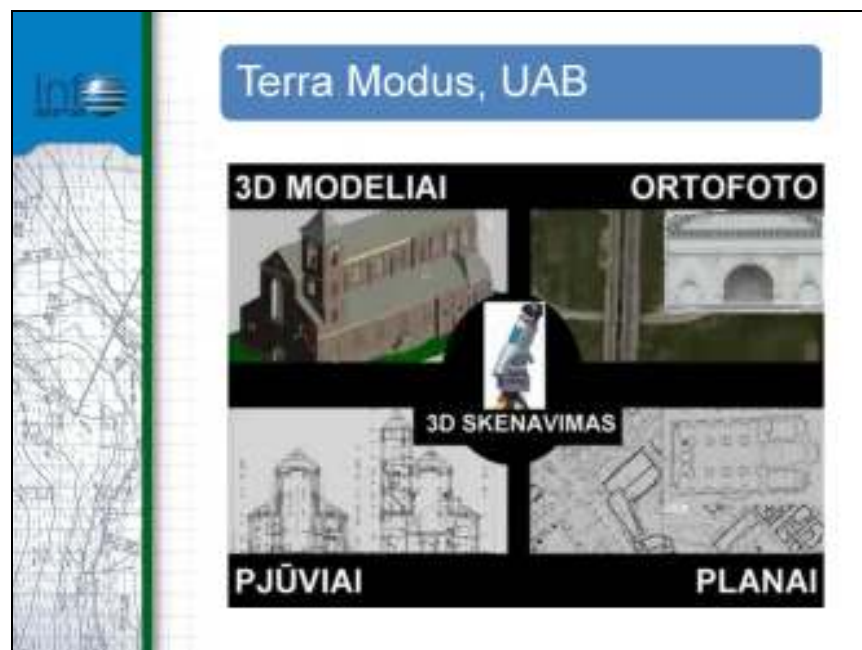 Terra Modus, UAB
3D MODELIAI
ORTOFOTO
3D SKENAVIMAS
PJŪVIAI
PLANAI